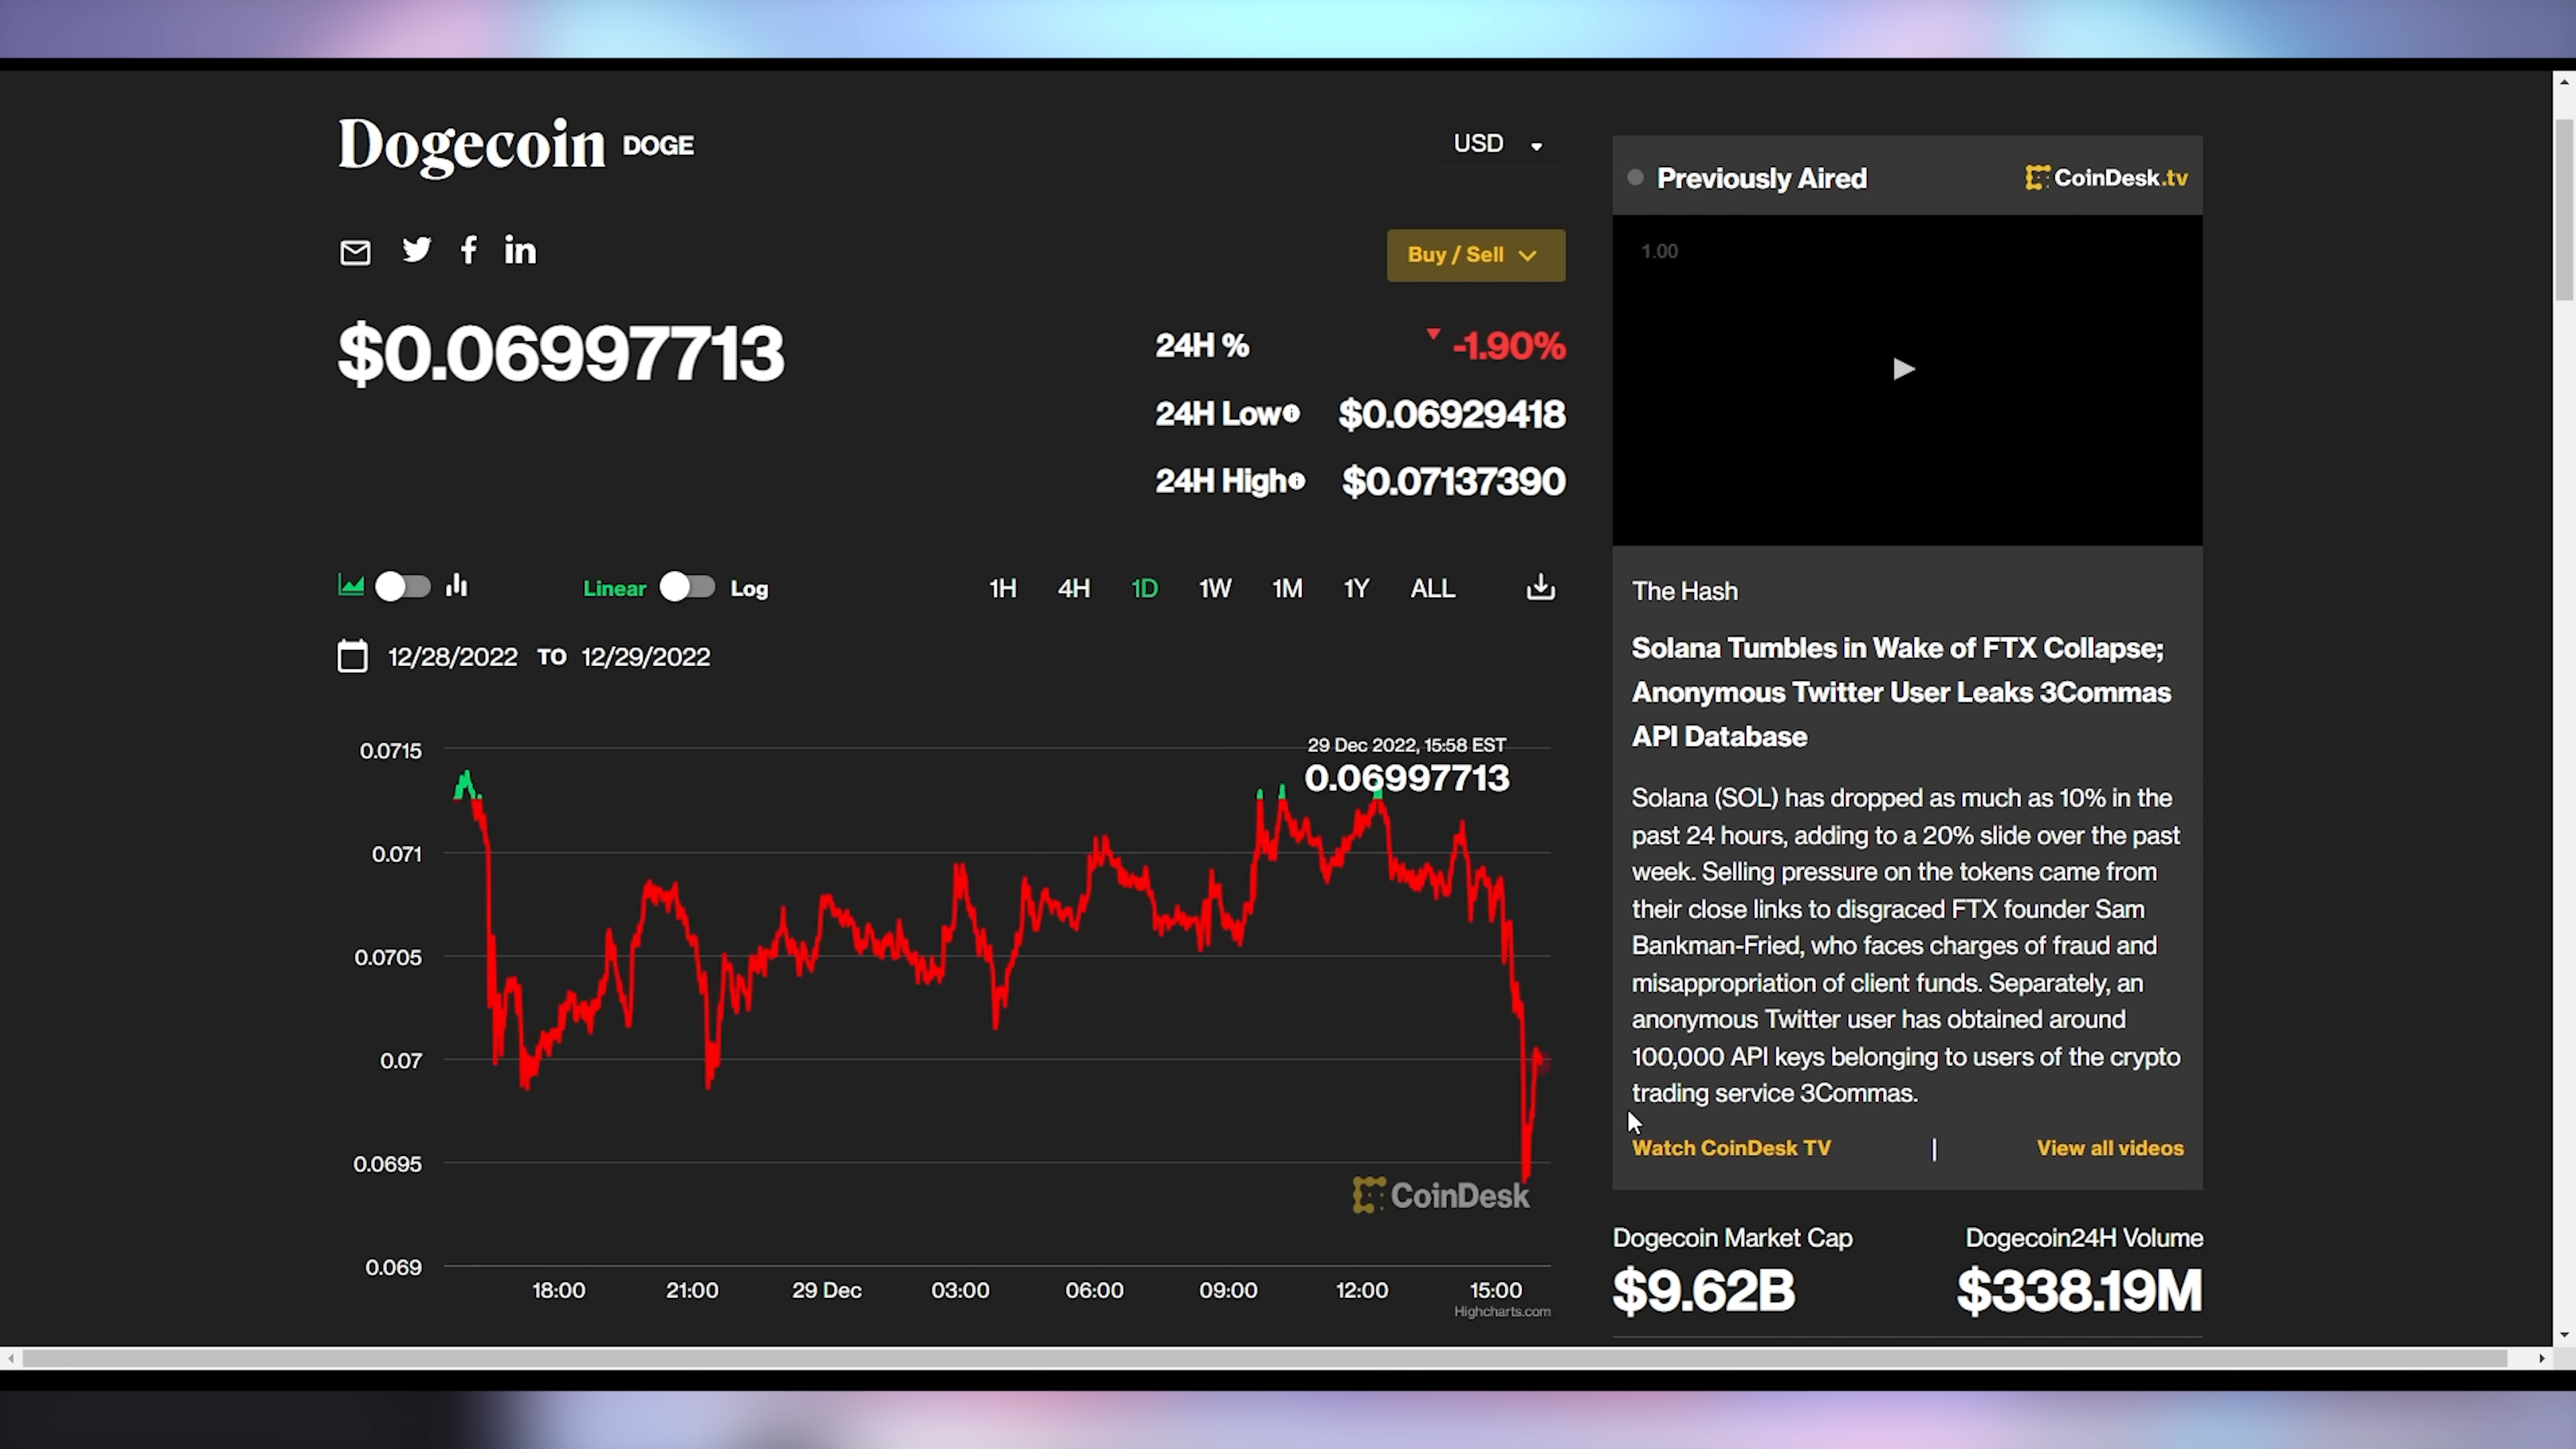 Dogecoin DOGE
USD
Buy / Sell
$0.06997713
24H % -1.90%
24H Low $0.06929418
24H High $0.07137390
Linear Log
1H 4H 1D 1W 1M 1Y ALL
12/28/2022 TO 12/29/2022
29 Dec 2022, 15:58 EST
0.06997713
0.0715
0.071
0.0705
0.07
0.0695
0.069
CoinDesk
18:00 21:00 29 Dec 03:00 06:00 09:00 12:00 15:00
Highcharts.com
Previously Aired CoinDesk.tv
1.00
The Hash
Solana Tumbles in Wake of FTX Collapse;
Anonymous Twitter User Leaks 3Commas
API Database
Solana (SOL) has dropped as much as 10% in the
past 24 hours, adding to a 20% slide over the past
week. Selling pressure on the tokens came from
their close links to disgraced FTX founder Sam
Bankman-Fried, who faces charges of fraud and
misappropriation of client funds. Separately, an
anonymous Twitter user has obtained around
100,000 API keys belonging to users of the crypto
trading service 3Commas.
Watch CoinDesk TV | View all videos
Dogecoin Market Cap Dogecoin24H Volume
$9.62B $338.19M